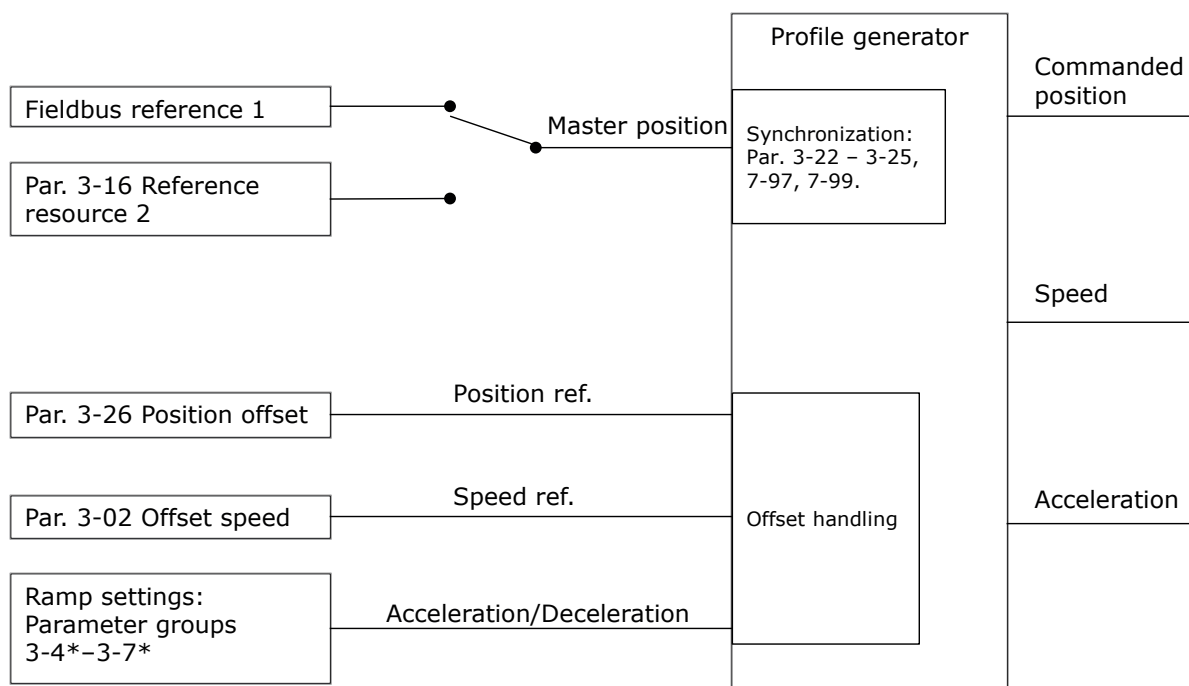 Profile generator
Commanded
position
Fieldbus reference 1
Master position
Synchronization:
Par. 3-22 – 3-25,
7-97, 7-99.
Par. 3-16 Reference
resource 2
Speed
Position ref.
Par. 3-26 Position offset
Speed ref.
Acceleration
Par. 3-02 Offset speed
Offset handling
Ramp settings:
Parameter groups
3-4*–3-7*
Acceleration/Deceleration